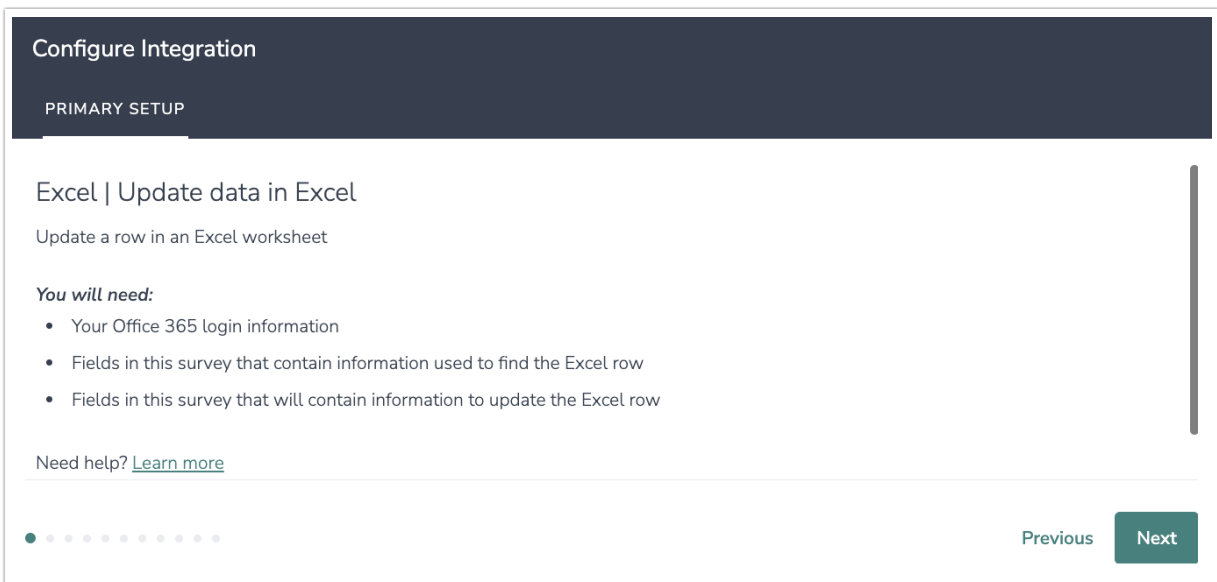 Configure Integration
PRIMARY SETUP
Excel | Update data in Excel
Update a row in an Excel worksheet
You will need:
• Your Office 365 login information
• Fields in this survey that contain information used to find the Excel row
• Fields in this survey that will contain information to update the Excel row
Need help? Learn more
Previous Next